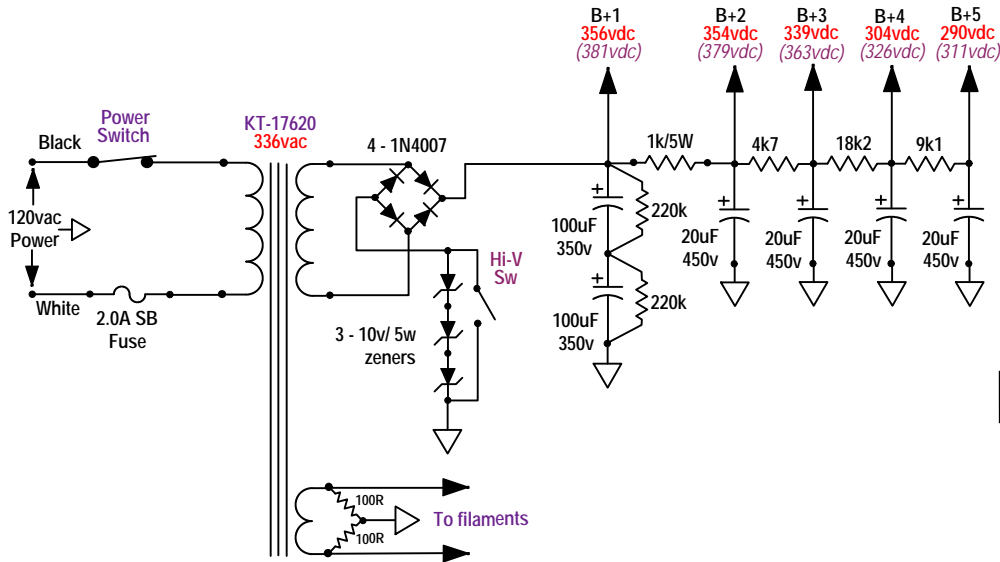 B+1
356vdc
(381vdc)
B+2
354vdc
(379vdc)
B+3
339vdc
(363vdc)
B+4
304vdc
(326vdc)
B+5
290vdc
(311vdc)
Power
Switch
Black
KT-17620
336vac
4 - 1N4007
1k/5W
4k7
18k2
9k1
120vac
Power
+
100uF
350v
220k
+
20uF
450v
+
20uF
450v
+
20uF
450v
+
20uF
450v
Hi-V
Sw
White
2.0A SB
Fuse
3 - 10v/ 5w
zeners
+
100uF
350v
220k
100R
100R
To filaments